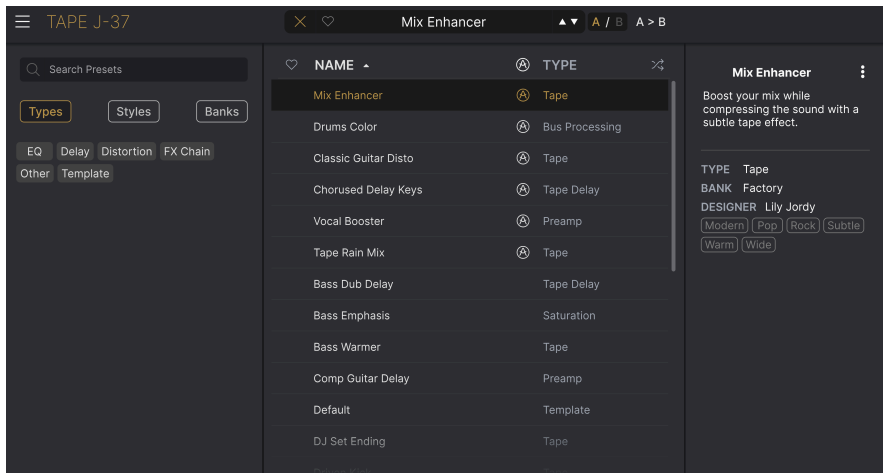 TAPE J-37
Mix Enhancer
A / B A > B
Search Presets
Types Styles Banks
EQ Delay Distortion FX Chain
Other Template
NAME TYPE
Mix Enhancer Tape
Drums Color Bus Processing
Classic Guitar Disto Tape
Chorused Delay Keys Tape Delay
Vocal Booster Preamp
Tape Rain Mix Tape
Bass Dub Delay Tape Delay
Bass Emphasis Saturation
Bass Warmer Tape
Comp Guitar Delay Preamp
Default Template
DJ Set Ending Tape
Mix Enhancer
Boost your mix while
compressing the sound with a
subtle tape effect.
TYPE Tape
BANK Factory
DESIGNER Lily Jordy
Modern Pop Rock Subtle
Warm Wide